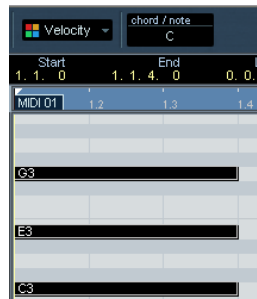 Velocity
chord / note
C
Start End
1. 1. 0 1. 1. 4. 0 0. 0.
MIDI 01 1.2 1.3 1.4
G3
E3
C3